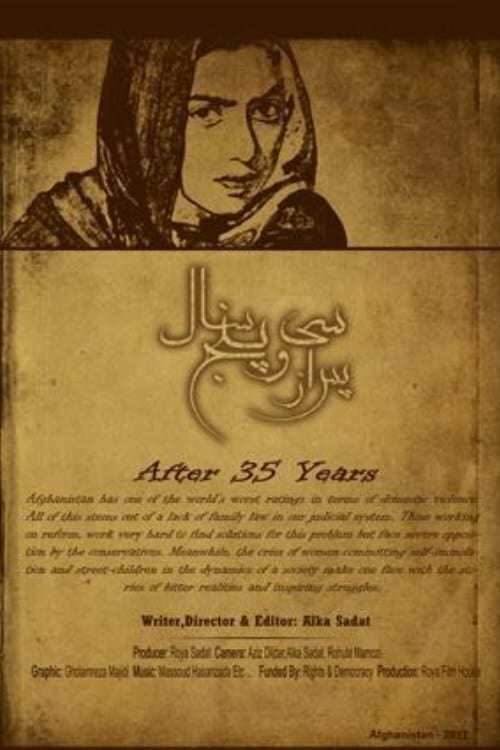 پس از سی و پنج سال
After 35 Years
Afghanistan has one of the world's worst ratings in terms of domestic violence.
All of this stems out of a lack of family law in our judicial system. Those working
on reform, work very hard to find solutions for this problem but face severe opposi-
tion by the conservatives. Meanwhile, the cries of women committing self-immola-
tion and street-children in the dynamics of a society make one face with the sto-
ries of bitter realities and inspiring struggles.
Writer,Director & Editor: Alka Sadat
Producer: Roya Sadat Camera: Aziz Dildar,Alka Sadat, Rohula
Graphic: Gholamreza Majidi Music: Masaoud Hasanzada Etc... Funded By: Rights & Democracy Production: Roya Film House
Afghanistan - 2012